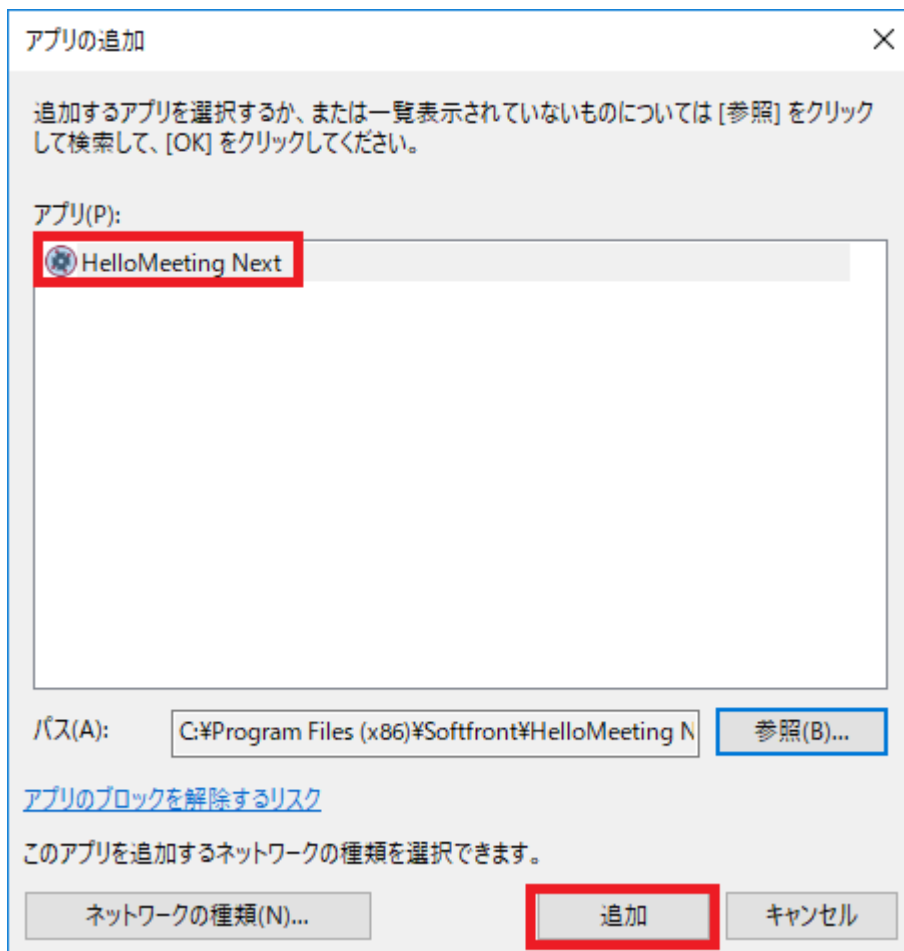 アプリの追加
追加するアプリを選択するか、または一覧表示されていないものについては [参照] をクリック
して検索して、[OK] をクリックしてください。
アプリ(P):
HelloMeeting Next
パス(A):
C:¥Program Files (x86)¥Softfront¥HelloMeeting N
参照(B)...
アプリのブロックを解除するリスク
このアプリを追加するネットワークの種類を選択できます。
ネットワークの種類(N)...
追加
キャンセル